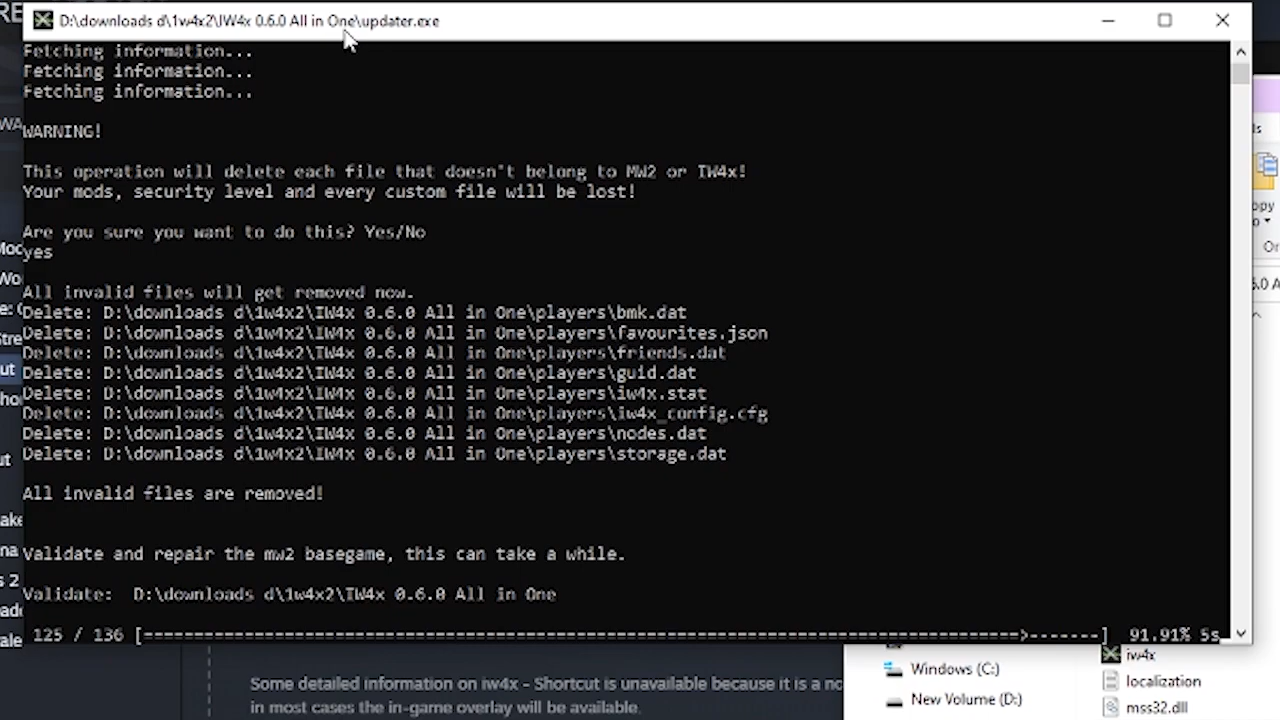 D:\downloads d\1w4x2\IW4x 0.6.0 All in One\updater.exe
Fetching information...
Fetching information...
Fetching information...
WARNING!
This operation will delete each file that doesn't belong to MW2 or IW4x!
Your mods, security level and every custom file will be lost!
Are you sure you want to do this? Yes/No
yes
All invalid files will get removed now.
Delete: D:\downloads d\1w4x2\IW4x 0.6.0 All in One\players\bmk.dat
Delete: D:\downloads d\1w4x2\IW4x 0.6.0 All in One\players\favourites.json
Delete: D:\downloads d\1w4x2\IW4x 0.6.0 All in One\players\friends.dat
Delete: D:\downloads d\1w4x2\IW4x 0.6.0 All in One\players\guid.dat
Delete: D:\downloads d\1w4x2\IW4x 0.6.0 All in One\players\iw4x.stat
Delete: D:\downloads d\1w4x2\IW4x 0.6.0 All in One\players\iw4x_config.cfg
Delete: D:\downloads d\1w4x2\IW4x 0.6.0 All in One\players\nodes.dat
Delete: D:\downloads d\1w4x2\IW4x 0.6.0 All in One\players\storage.dat
All invalid files are removed!
Validate and repair the mw2 basegame, this can take a while.
Validate:  D:\downloads d\1w4x2\IW4x 0.6.0 All in One
125 / 136 [=======================================================================================>-------] 91.91% 5s
iw4x
Windows (C:)
localization
Some detailed information on iw4x - Shortcut is unavailable because it is a no
New Volume (D:)
in most cases the in-game overlay will be available.
mss32.dll